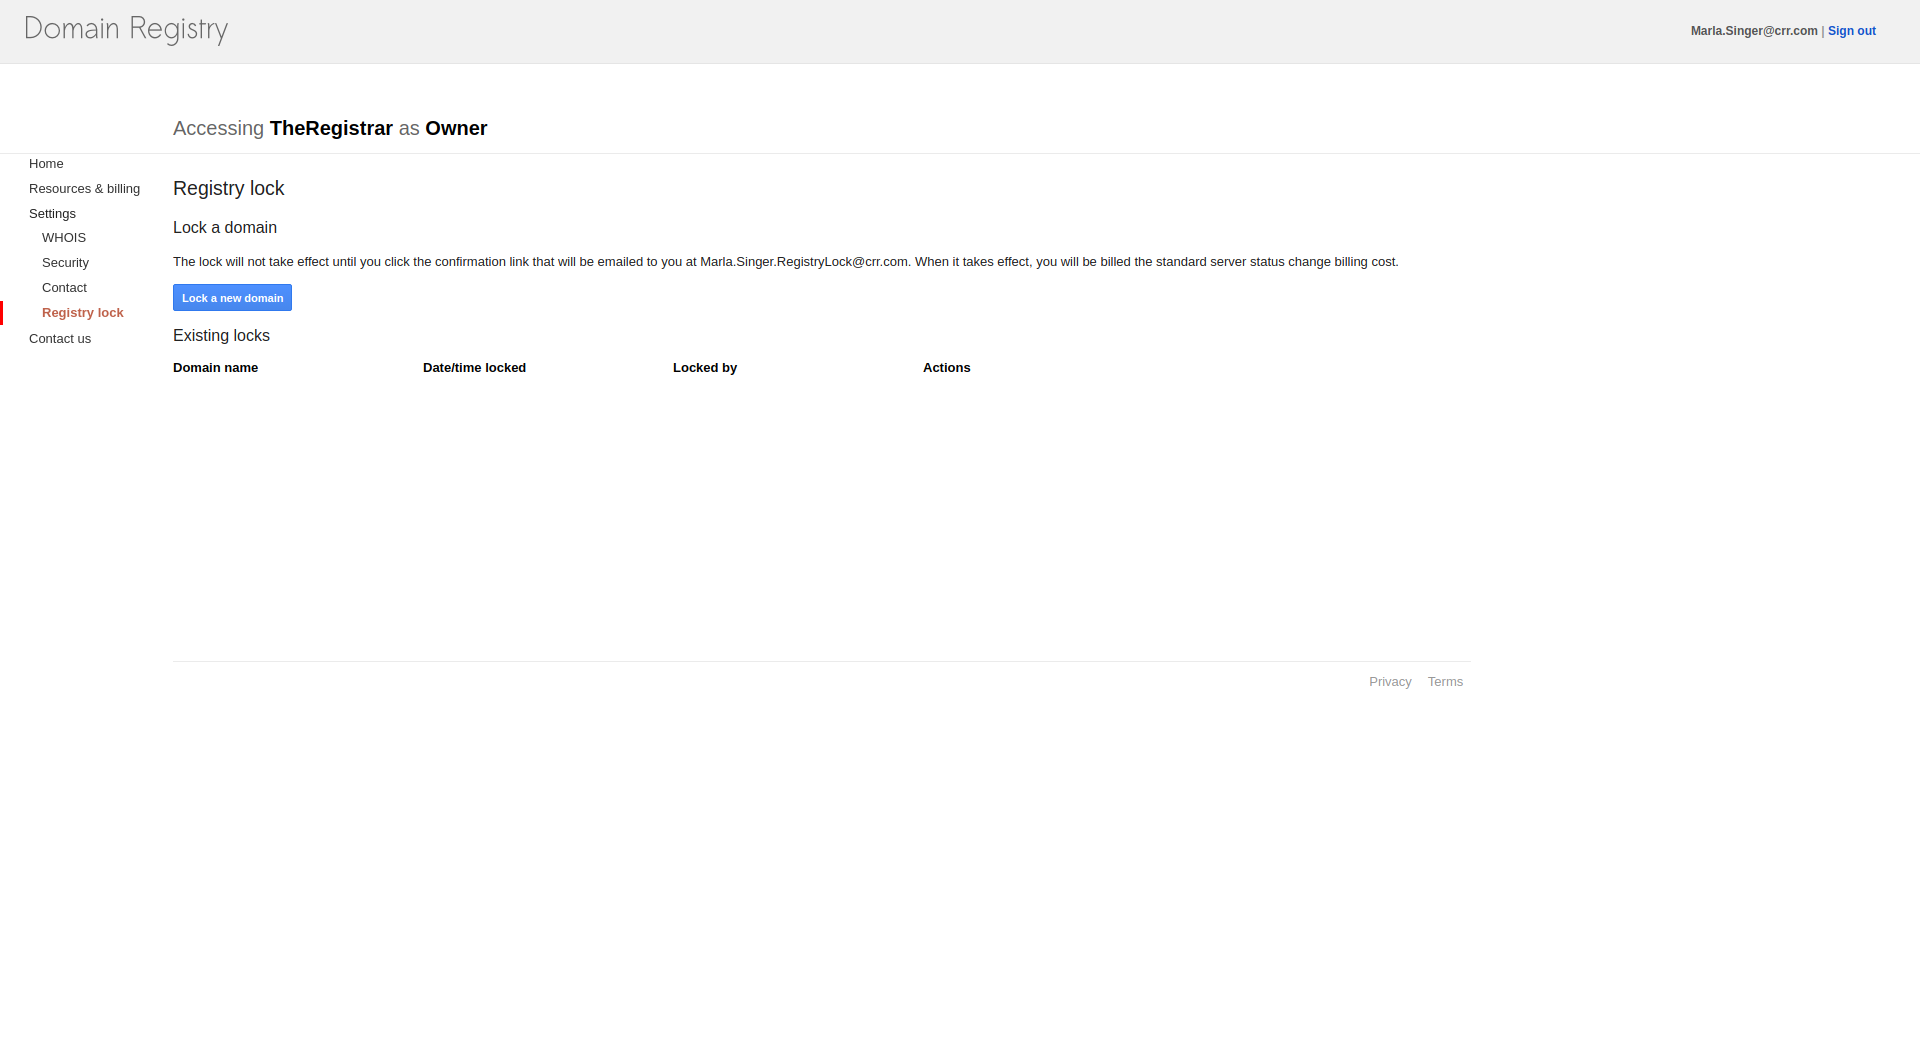 Domain Registry
Marla.Singer@crr.com | Sign out
Accessing TheRegistrar as Owner
Home
Resources & billing
Settings
WHOIS
Security
Contact
Registry lock
Contact us
Registry lock
Lock a domain
The lock will not take effect until you click the confirmation link that will be emailed to you at Marla.Singer.RegistryLock@crr.com. When it takes effect, you will be billed the standard server status change billing cost.
Lock a new domain
Existing locks
Domain name Date/time locked Locked by Actions
Privacy Terms